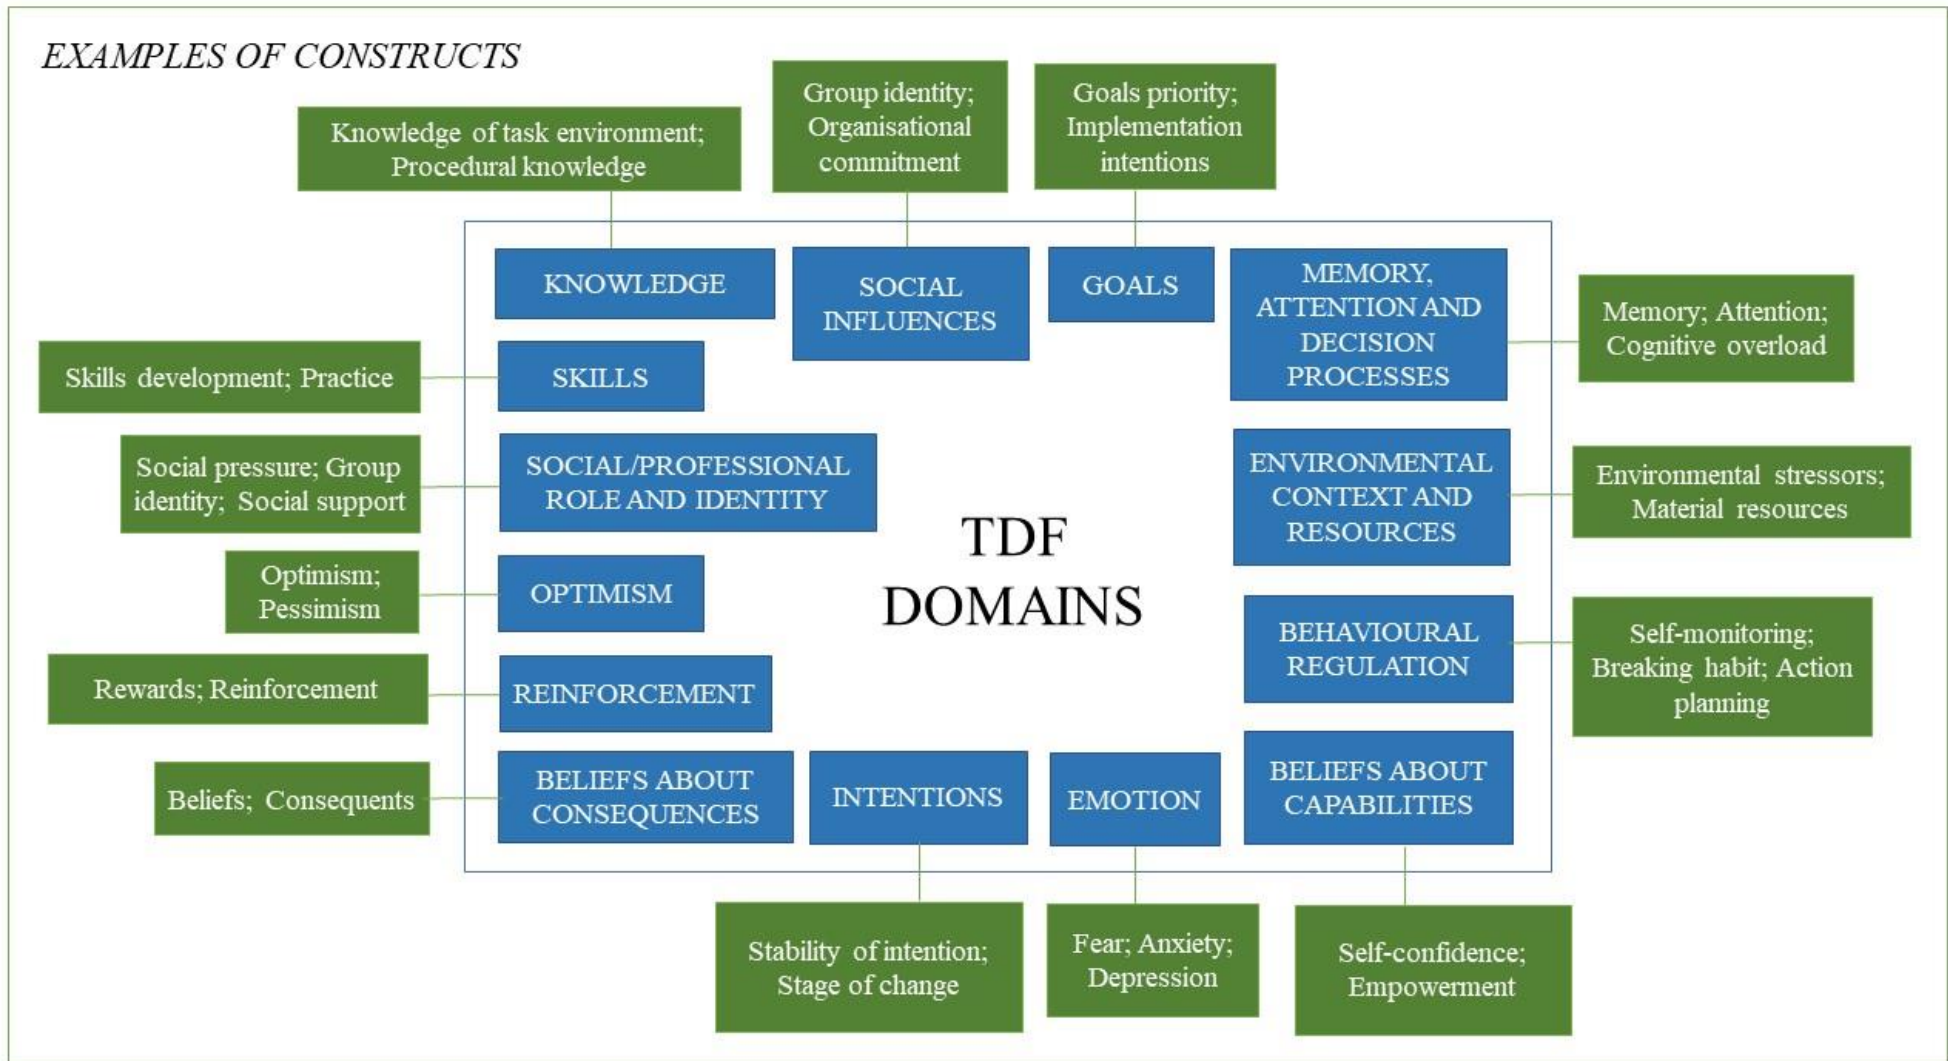 EXAMPLES OF CONSTRUCTS
Knowledge of task environment;
Procedural knowledge
Group identity;
Organisational
commitment
Goals priority;
Implementation
intentions
KNOWLEDGE
SOCIAL
INFLUENCES
GOALS
MEMORY,
ATTENTION AND
DECISION
PROCESSES
Memory; Attention;
Cognitive overload
Skills development; Practice
SKILLS
Social pressure; Group
identity; Social support
SOCIAL/PROFESSIONAL
ROLE AND IDENTITY
ENVIRONMENTAL
CONTEXT AND
RESOURCES
Environmental stressors;
Material resources
TDF
DOMAINS
Optimism;
Pessimism
OPTIMISM
BEHAVIOURAL
REGULATION
Self-monitoring;
Breaking habit; Action
planning
Rewards; Reinforcement
REINFORCEMENT
Beliefs; Consequents
BELIEFS ABOUT
CONSEQUENCES
INTENTIONS
EMOTION
BELIEFS ABOUT
CAPABILITIES
Stability of intention;
Stage of change
Fear; Anxiety;
Depression
Self-confidence;
Empowerment